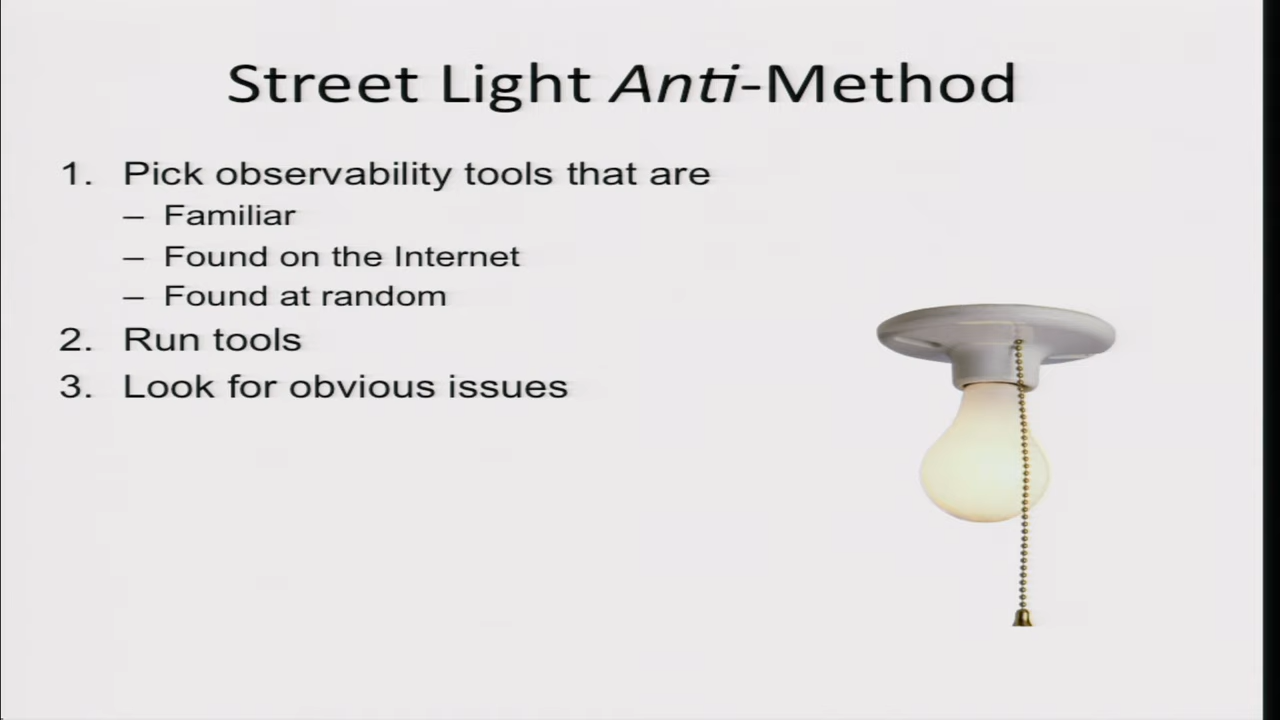 Street Light Anti-Method
1. Pick observability tools that are
– Familiar
– Found on the Internet
– Found at random
2. Run tools
3. Look for obvious issues